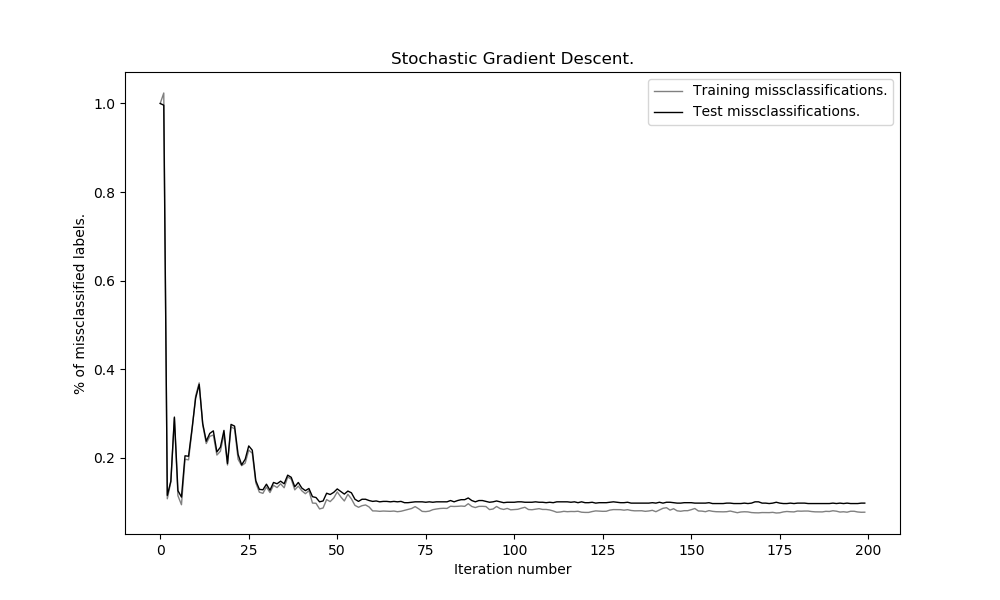 Stochastic Gradient Descent.
Training missclassifications.
Test missclassifications.
% of missclassified labels.
1.0
0.8
0.6
0.4
0.2
0 25 50 75 100 125 150 175 200
Iteration number